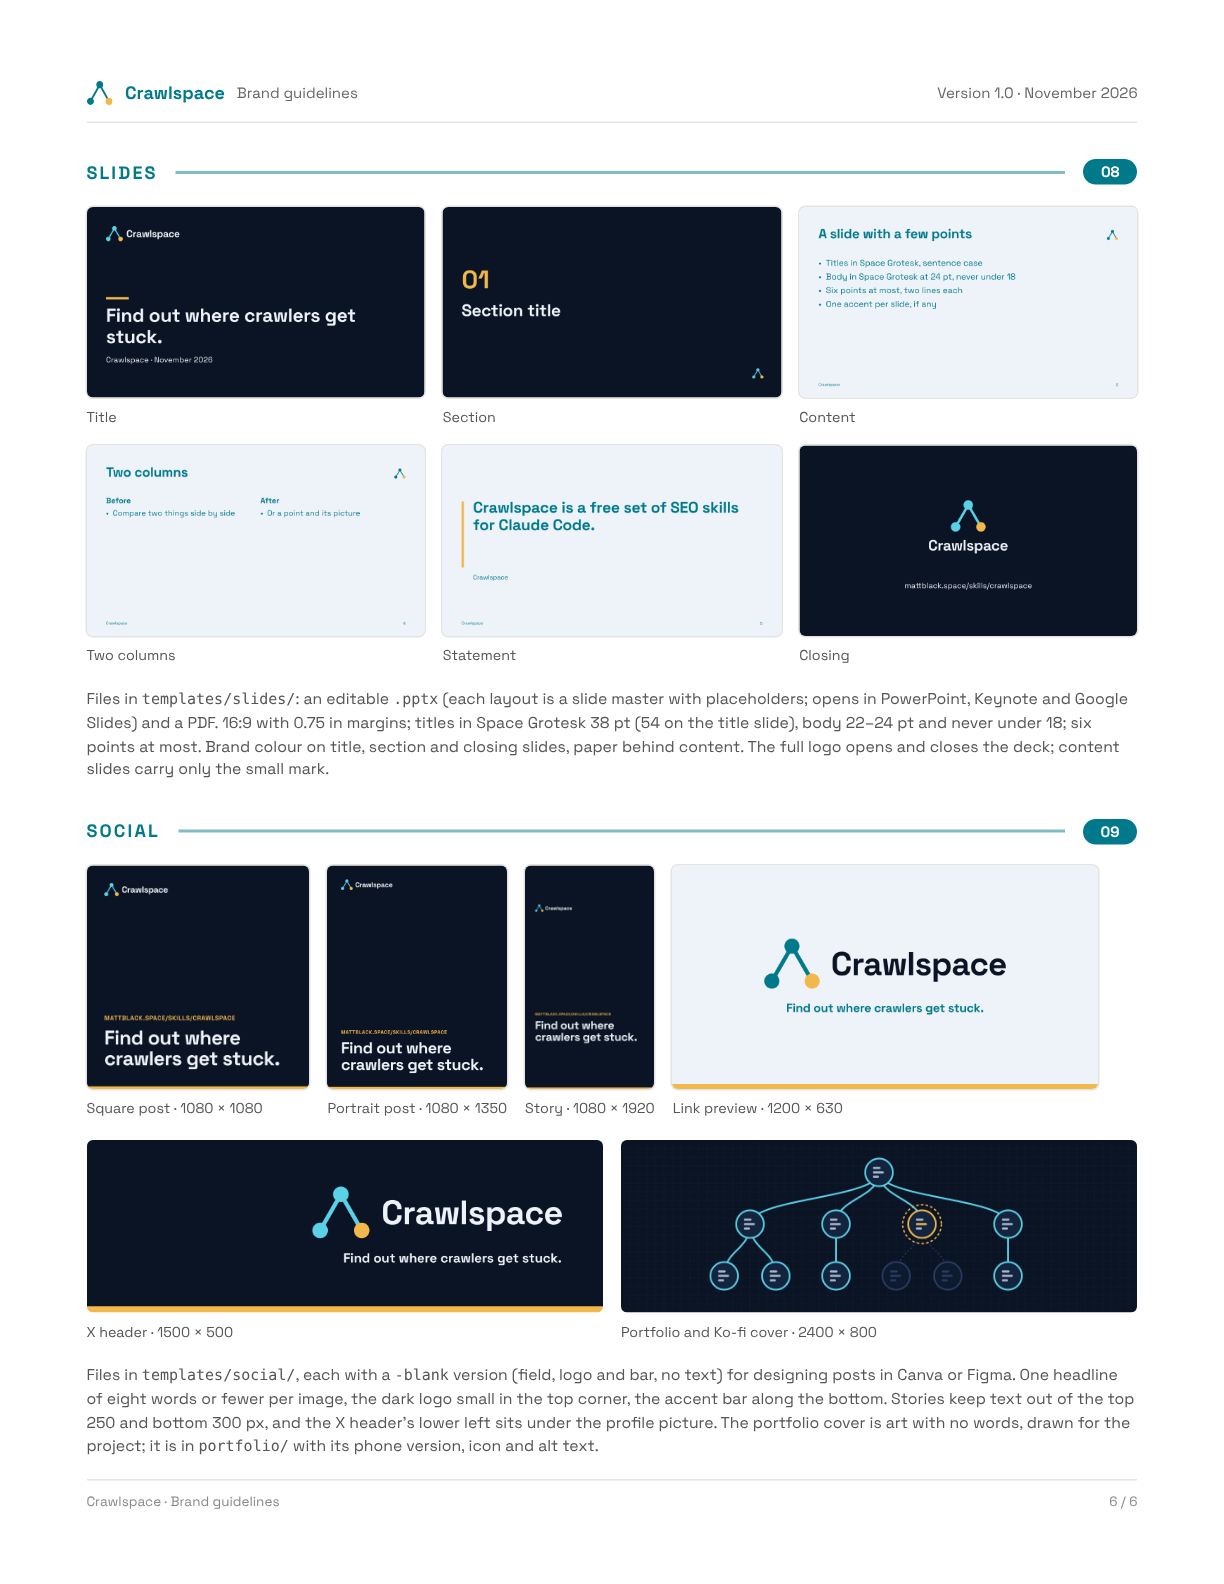 Crawlspace Brand guidelines
Version 1.0 · November 2026
SLIDES
08
Crawlspace
Find out where crawlers get
stuck.
Crawlspace · November 2026
01
Section title
A slide with a few points
• Titles in Space Grotesk, sentence case
• Body in Space Grotesk at 24 pt, never under 18
• Six points at most, two lines each
• One accent per slide, if any
Crawlspace
Title
Section
Content
Two columns
Before
• Compare two things side by side
After
• Or a point and its picture
Crawlspace
Crawlspace is a free set of SEO skills
for Claude Code.
Crawlspace
Crawlspace
Crawlspace
mattblack.space/skills/crawlspace
Two columns
Statement
Closing
Files in templates/slides/: an editable .pptx (each layout is a slide master with placeholders; opens in PowerPoint, Keynote and Google
Slides) and a PDF. 16:9 with 0.75 in margins; titles in Space Grotesk 38 pt (54 on the title slide), body 22–24 pt and never under 18; six
points at most. Brand colour on title, section and closing slides, paper behind content. The full logo opens and closes the deck; content
slides carry only the small mark.
SOCIAL
09
Crawlspace
MATTBLACK.SPACE/SKILLS/CRAWLSPACE
Find out where
crawlers get stuck.
Crawlspace
MATTBLACK.SPACE/SKILLS/CRAWLSPACE
Find out where
crawlers get stuck.
Crawlspace
MATTBLACK.SPACE/SKILLS/CRAWLSPACE
Find out where
crawlers get stuck.
Crawlspace
Find out where crawlers get stuck.
Square post · 1080 × 1080
Portrait post · 1080 × 1350
Story · 1080 × 1920
Link preview · 1200 × 630
Crawlspace
Find out where crawlers get stuck.
X header · 1500 × 500
Portfolio and Ko-fi cover · 2400 × 800
Files in templates/social/, each with a -blank version (field, logo and bar, no text) for designing posts in Canva or Figma. One headline
of eight words or fewer per image, the dark logo small in the top corner, the accent bar along the bottom. Stories keep text out of the top
250 and bottom 300 px, and the X header’s lower left sits under the profile picture. The portfolio cover is art with no words, drawn for the
project; it is in portfolio/ with its phone version, icon and alt text.
Crawlspace · Brand guidelines
6 / 6